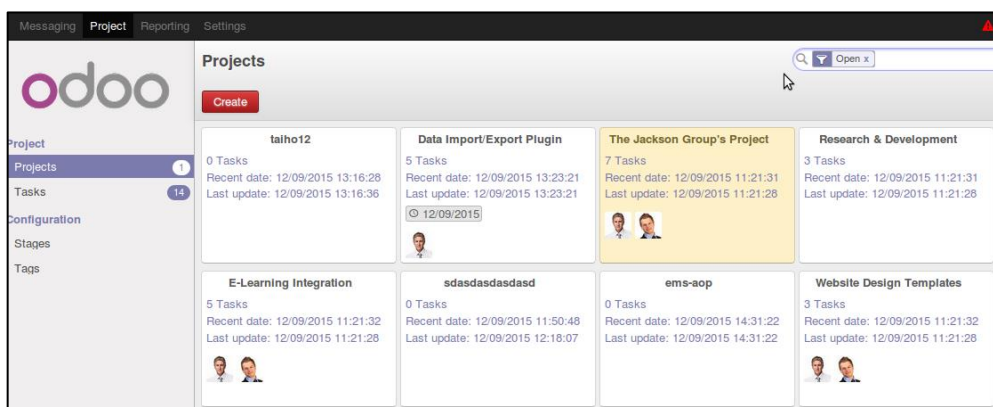 Messaging Project Reporting Settings
odoo
Projects
Open x
Create
Project
Projects 1
Tasks 14
Configuration
Stages
Tags
taiho12
0 Tasks
Recent date: 12/09/2015 13:16:28
Last update: 12/09/2015 13:16:36
Data Import/Export Plugin
5 Tasks
Recent date: 12/09/2015 13:23:21
Last update: 12/09/2015 13:23:21
12/09/2015
The Jackson Group's Project
7 Tasks
Recent date: 12/09/2015 11:21:31
Last update: 12/09/2015 11:21:28
Research & Development
3 Tasks
Recent date: 12/09/2015 11:21:31
Last update: 12/09/2015 11:21:28
E-Learning Integration
5 Tasks
Recent date: 12/09/2015 11:21:32
Last update: 12/09/2015 11:21:28
sdasdasdasdasd
0 Tasks
Recent date: 12/09/2015 11:50:48
Last update: 12/09/2015 12:18:07
ems-aop
0 Tasks
Recent date: 12/09/2015 14:31:22
Last update: 12/09/2015 14:31:22
Website Design Templates
3 Tasks
Recent date: 12/09/2015 11:21:32
Last update: 12/09/2015 11:21:28